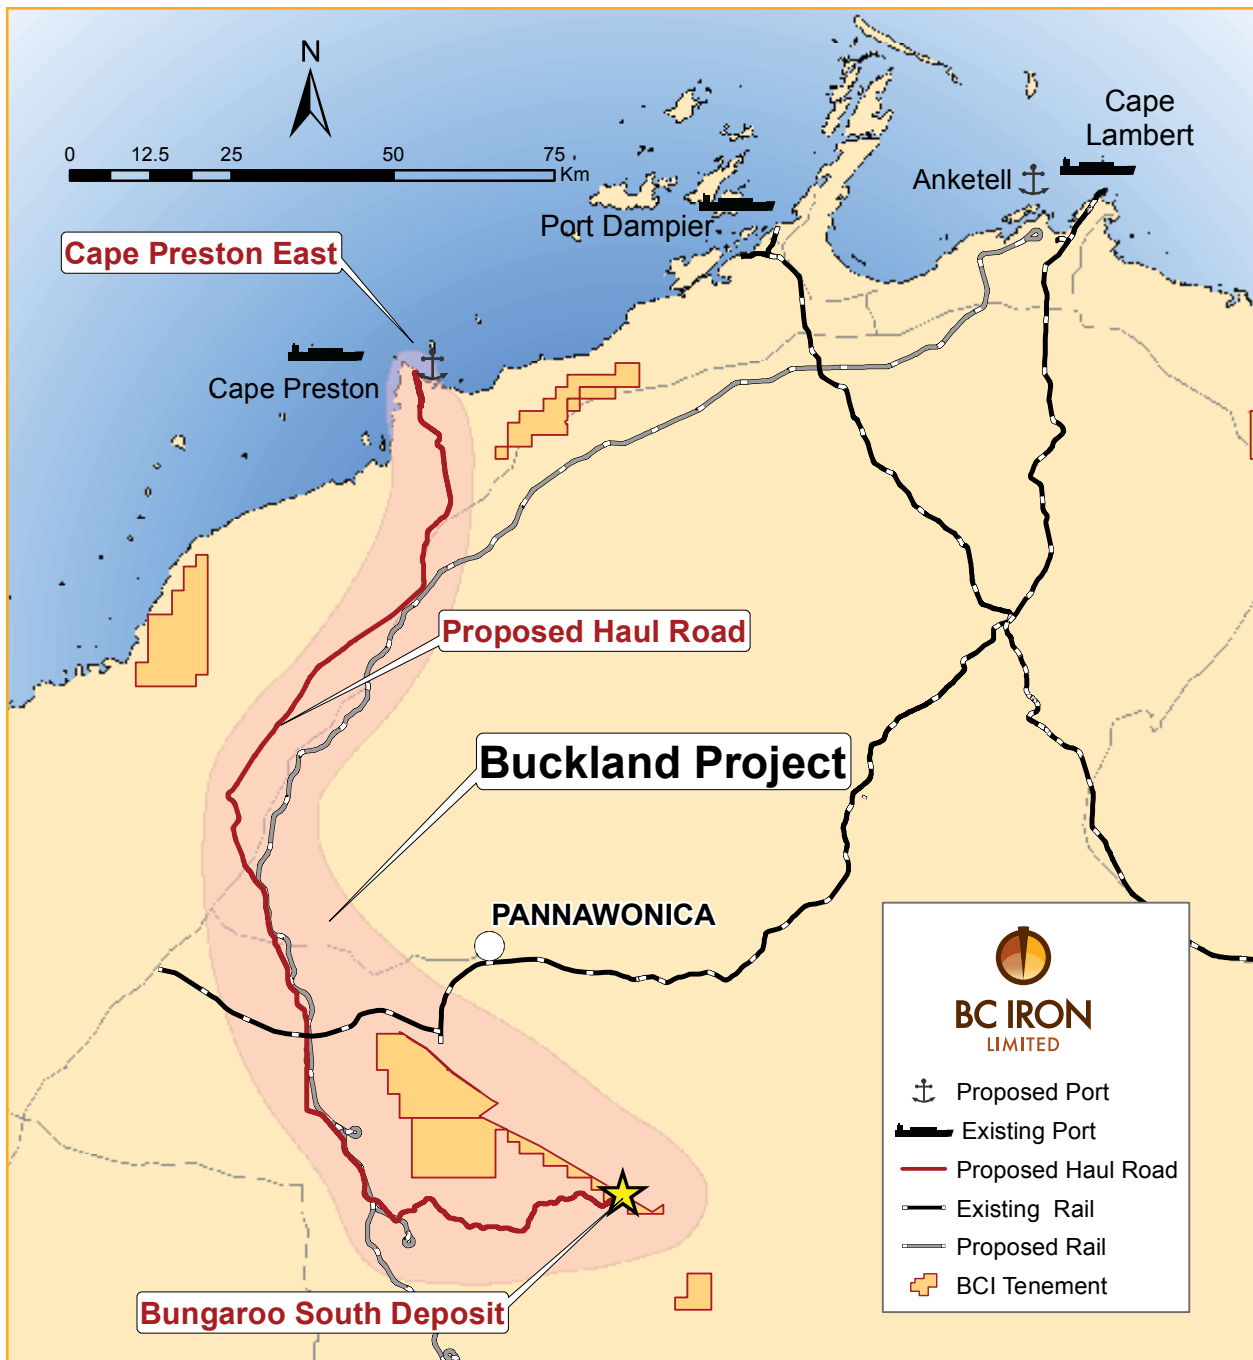 N
0 12.5 25 50 75
Km
Cape
Lambert
Anketell
Port Dampier
Cape Preston East
Cape Preston
Proposed Haul Road
Buckland Project
PANNAWONICA
Bungaroo South Deposit
BC IRON
LIMITED
Proposed Port
Existing Port
Proposed Haul Road
Existing Rail
Proposed Rail
BCI Tenement